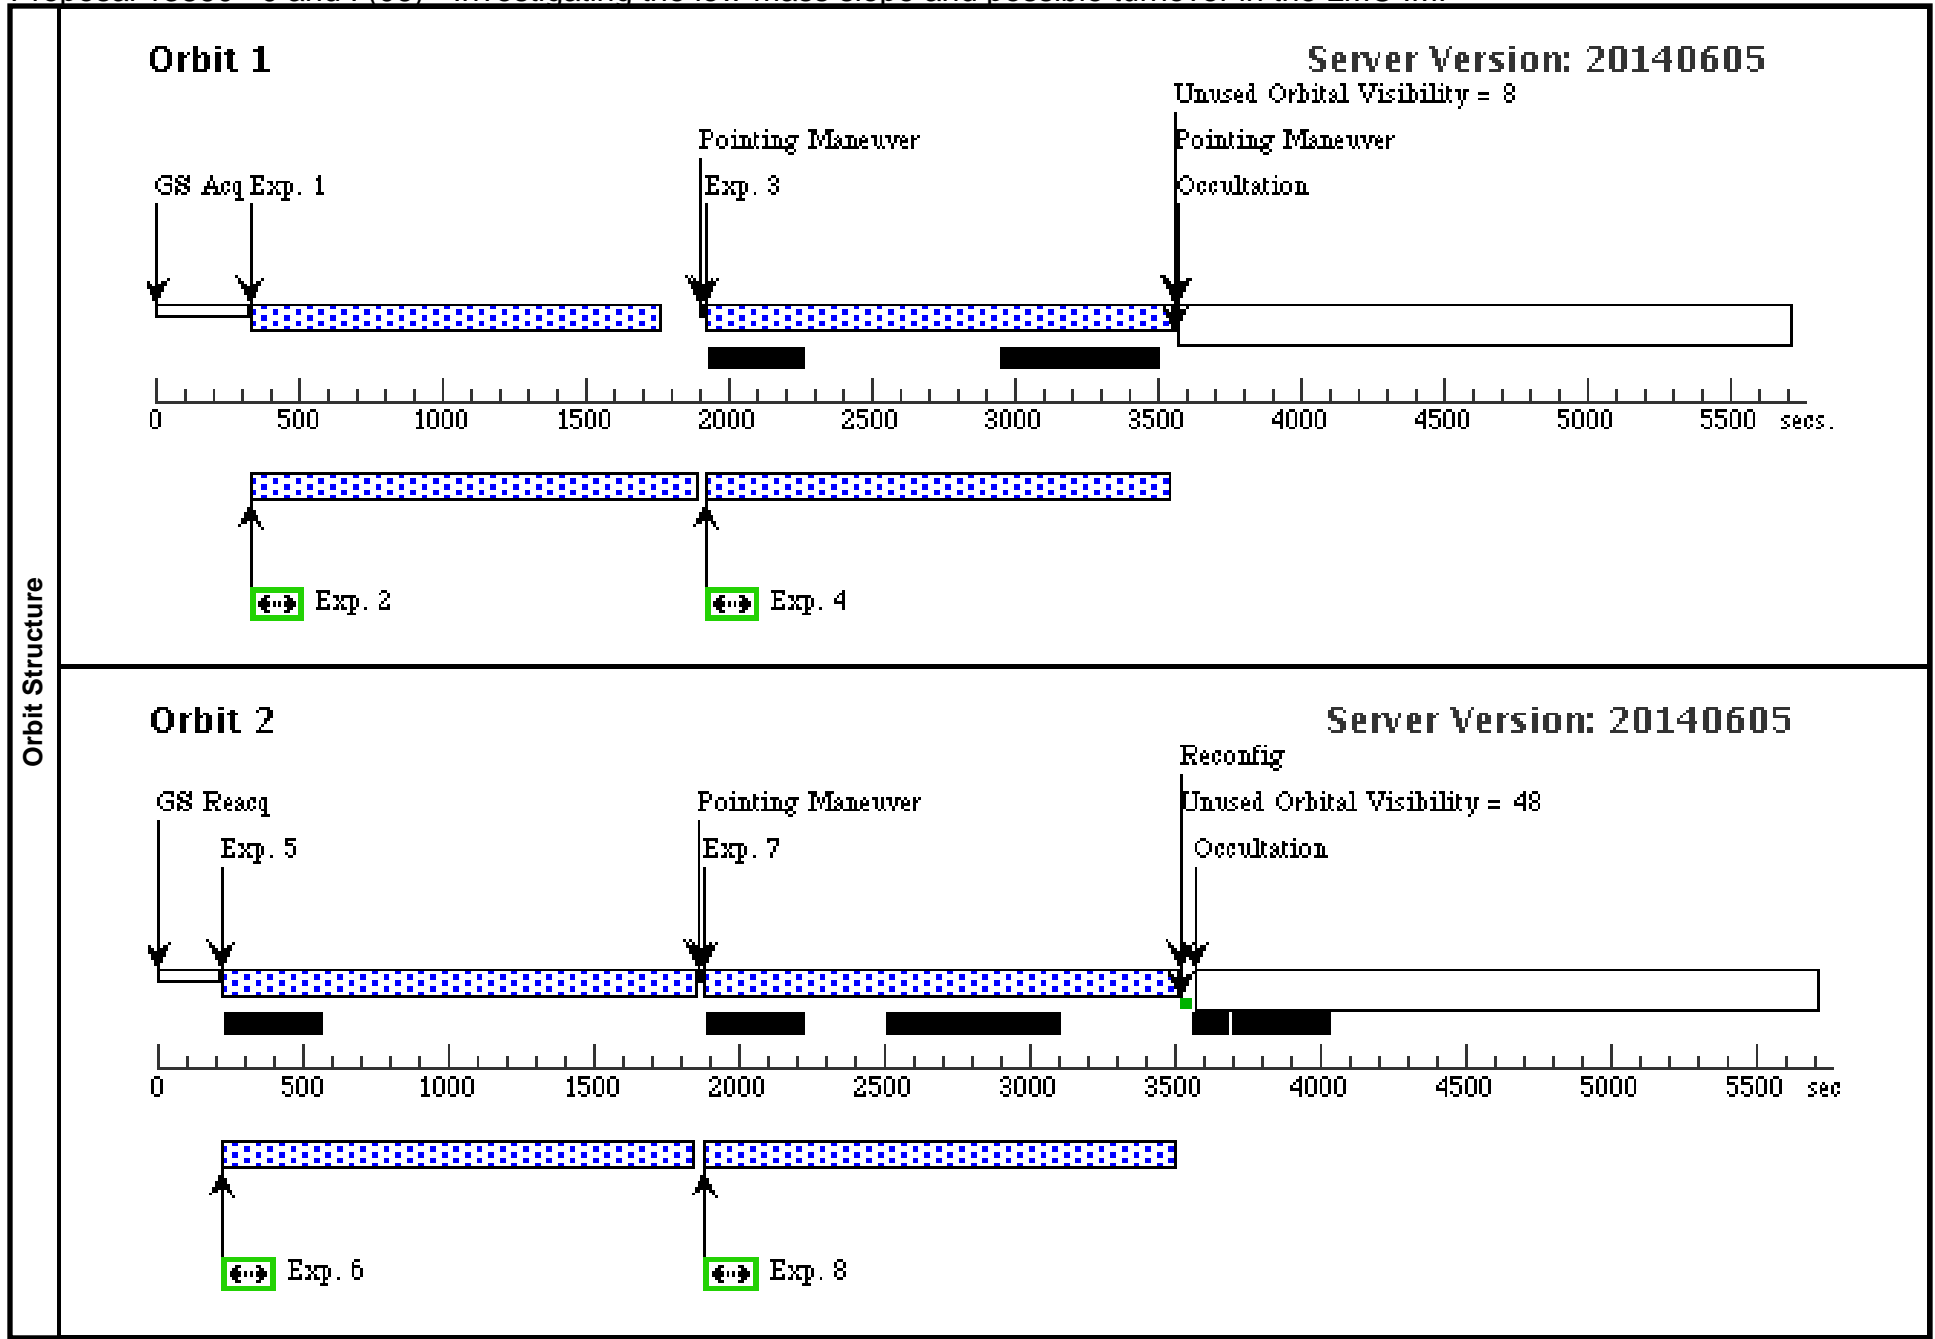 Orbit Structure
Orbit 1
Server Version: 20140605
Unused Orbital Visibility = 8
Pointing Maneuver
Pointing Maneuver
GS Acq
Exp. 1
Exp. 3
Occultation
0 500 1000 1500 2000 2500 3000 3500 4000 4500 5000 5500 secs.
Exp. 2
Exp. 4
Orbit 2
Server Version: 20140605
Reconfig
GS Reacq
Pointing Maneuver
Unused Orbital Visibility = 48
Exp. 5
Exp. 7
Occultation
0 500 1000 1500 2000 2500 3000 3500 4000 4500 5000 5500 sec
Exp. 6
Exp. 8